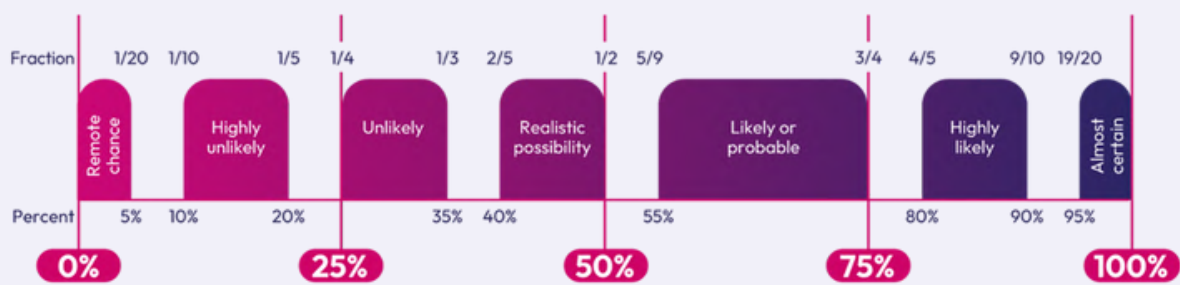 Fraction 1/20 1/10 1/5 1/4 1/3 2/5 1/2 5/9 3/4 4/5 9/10 19/20
Remote
chance
Highly
unlikely
Unlikely
Realistic
possibility
Likely or
probable
Highly
likely
Almost
certain
Percent 5% 10% 20% 35% 40% 55% 80% 90% 95%
0% 25% 50% 75% 100%